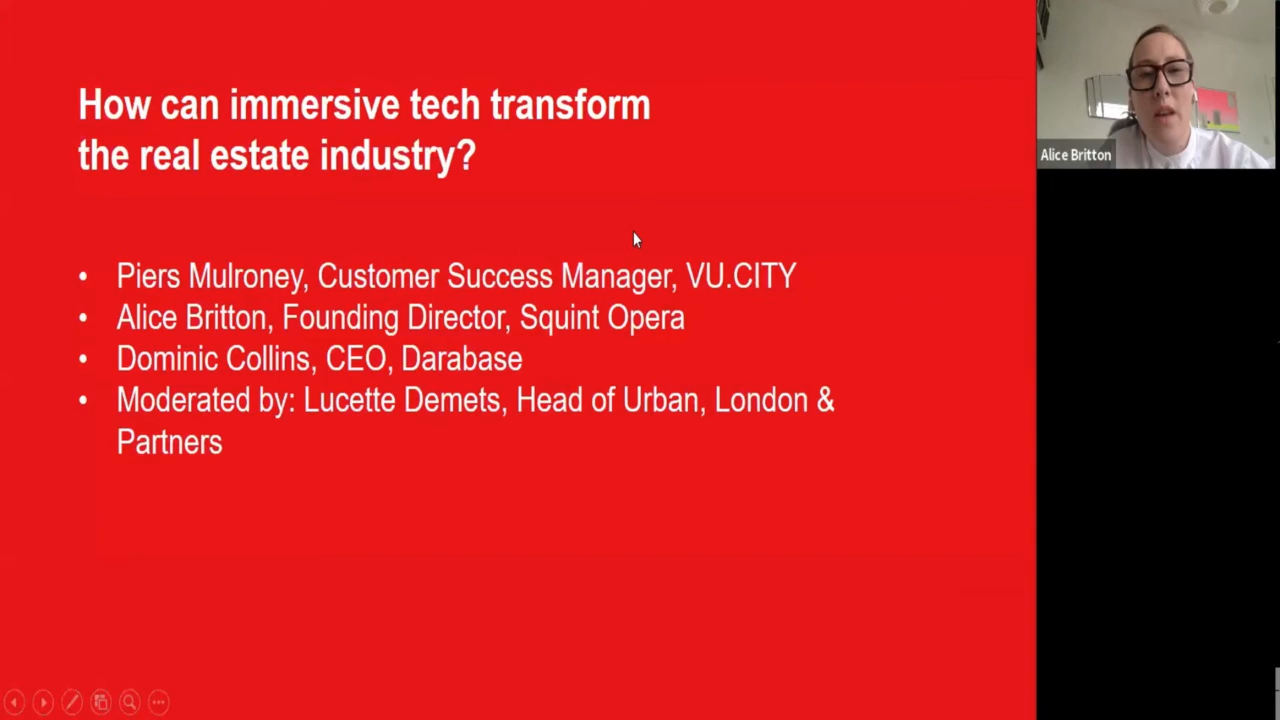 How can immersive tech transform
the real estate industry?
• Piers Mulroney, Customer Success Manager, VU.CITY
• Alice Britton, Founding Director, Squint Opera
• Dominic Collins, CEO, Darabase
• Moderated by: Lucette Demets, Head of Urban, London &
Partners
Alice Britton